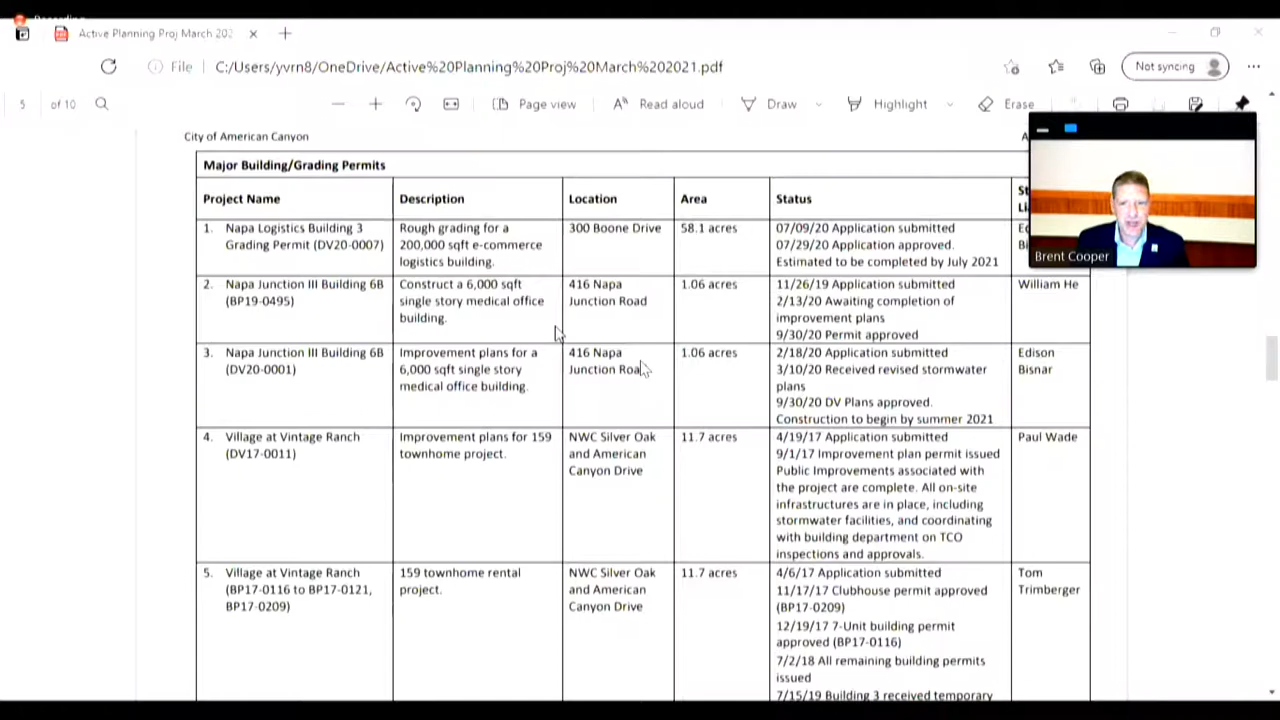 Recording
Active Planning Proj March 202
File C:/Users/yvrn8/OneDrive/Active%20Planning%20Proj%20March%202021.pdf
Not syncing
5 of 10
Page view
Read aloud
Draw
Highlight
Erase
City of American Canyon
Major Building/Grading Permits
Project Name
Description
Location
Area
Status
1. Napa Logistics Building 3
Grading Permit (DV20-0007)
Rough grading for a
200,000 sqft e-commerce
logistics building.
300 Boone Drive
58.1 acres
07/09/20 Application submitted
07/29/20 Application approved.
Estimated to be completed by July 2021
Brent Cooper
2. Napa Junction III Building 6B
(BP19-0495)
Construct a 6,000 sqft
single story medical office
building.
416 Napa
Junction Road
1.06 acres
11/26/19 Application submitted
2/13/20 Awaiting completion of
improvement plans
9/30/20 Permit approved
William He
3. Napa Junction III Building 6B
(DV20-0001)
Improvement plans for a
6,000 sqft single story
medical office building.
416 Napa
Junction Roa
1.06 acres
2/18/20 Application submitted
3/10/20 Received revised stormwater
plans
9/30/20 DV Plans approved.
Construction to begin by summer 2021
Edison
Bisnar
4. Village at Vintage Ranch
(DV17-0011)
Improvement plans for 159
townhome project.
NWC Silver Oak
and American
Canyon Drive
11.7 acres
4/19/17 Application submitted
9/1/17 Improvement plan permit issued
Public Improvements associated with
the project are complete. All on-site
infrastructures are in place, including
stormwater facilities, and coordinating
with building department on TCO
inspections and approvals.
Paul Wade
5. Village at Vintage Ranch
(BP17-0116 to BP17-0121,
BP17-0209)
159 townhome rental
project.
NWC Silver Oak
and American
Canyon Drive
11.7 acres
4/6/17 Application submitted
11/17/17 Clubhouse permit approved
(BP17-0209)
12/19/17 7-Unit building permit
approved (BP17-0116)
7/2/18 All remaining building permits
issued
7/15/19 Building 3 received temporary
Tom
Trimberger